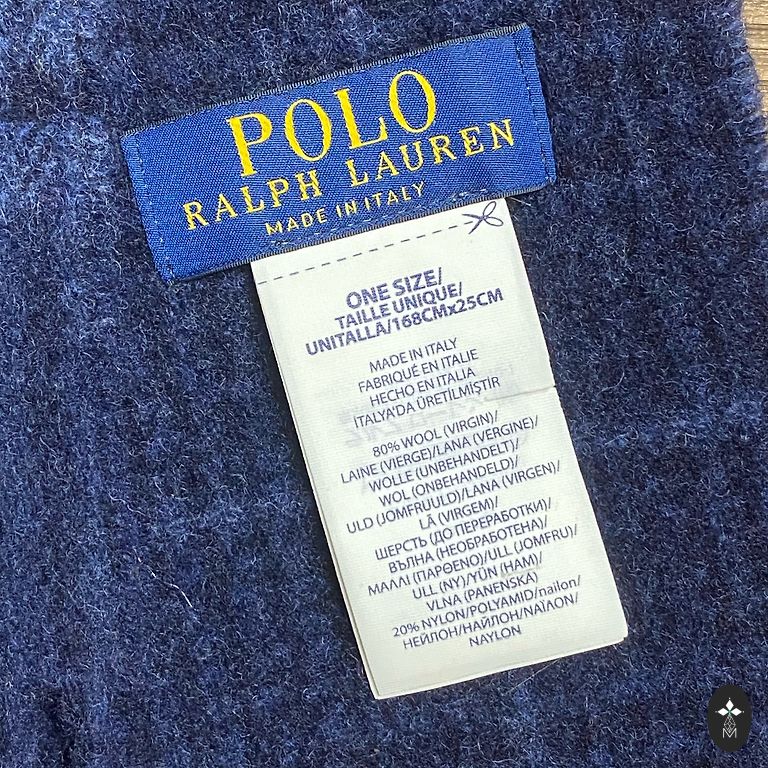 POLO
RALPH LAUREN
MADE IN ITALY
ONE SIZE/
TAILLE UNIQUE/
UNITALLA/168CMx25CM
MADE IN ITALY
FABRIQUÉ EN ITALIE
HECHO EN ITALIA
İTALYA'DA ÜRETİLMİŞTİR
80% WOOL (VIRGIN)/
LAINE (VIERGE)/LANA (VERGINE)/
WOLLE (UNBEHANDELT)/
WOL (ONBEHANDELD)/
ULD (JOMFRUULD)/LANA (VIRGEN)/
LÃ (VIRGEM)/
ШЕРСТЬ (ДО ПЕРЕРАБОТКИ)/
ВЪЛНА (НЕОБРАБОТЕНА)/
ΜΑΛΛΙ (ΠΑΡΘΕΝΟ)/ULL (JOMFRU)/
ULL (NY)/YÜN (HAM)/
VLNA (PANENSKÁ)
20% NYLON/POLYAMID/nailon/
НЕЙЛОН/НАЙЛОН/ΝΑΪΛΟΝ/
NAYLON